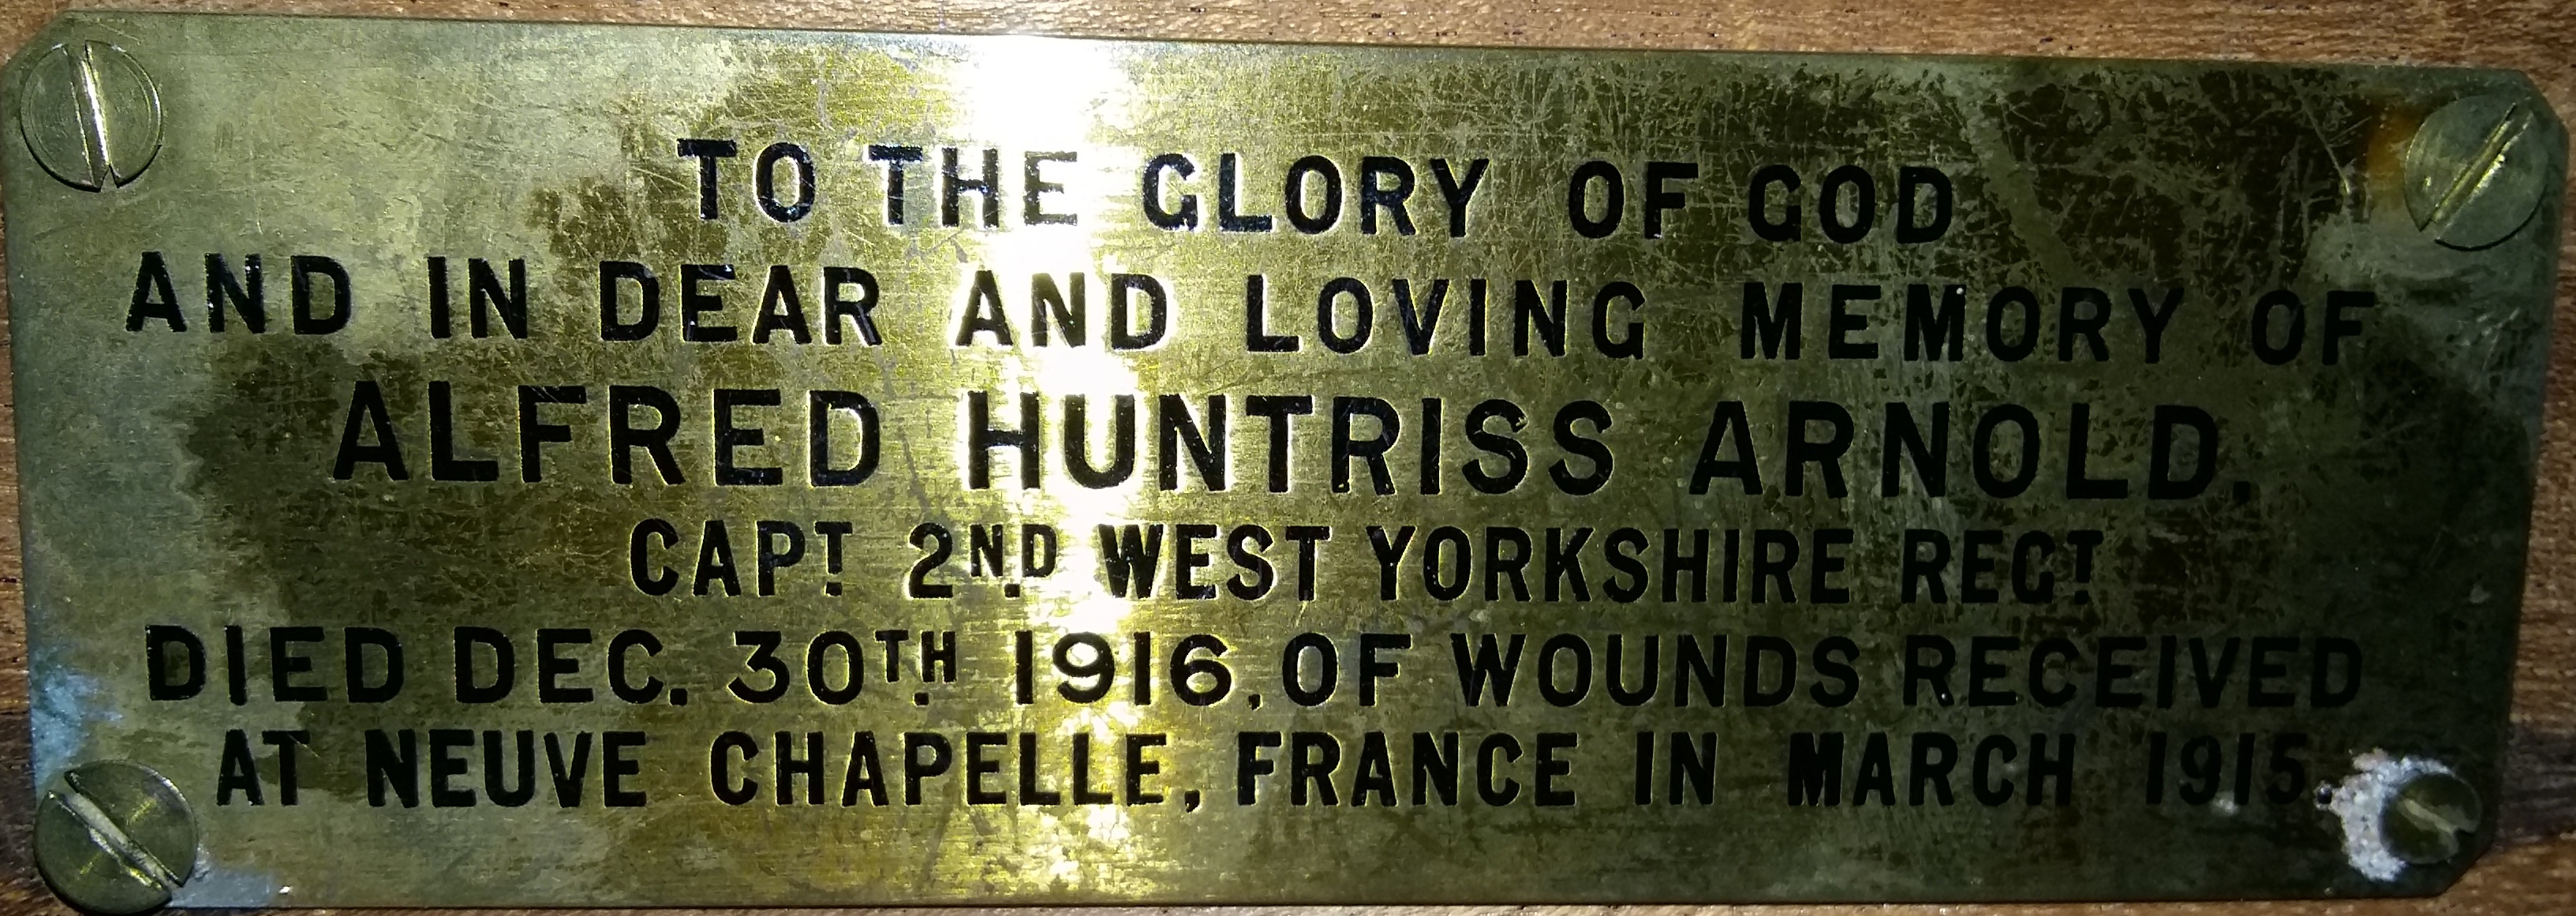 TO THE GLORY OF GOD
AND IN DEAR AND LOVING MEMORY OF
ALFRED HUNTRISS ARNOLD.
CAPT. 2ND. WEST YORKSHIRE REGT.
DIED DEC. 30TH. 1916, OF WOUNDS RECEIVED
AT NEUVE CHAPELLE, FRANCE IN MARCH 1915.